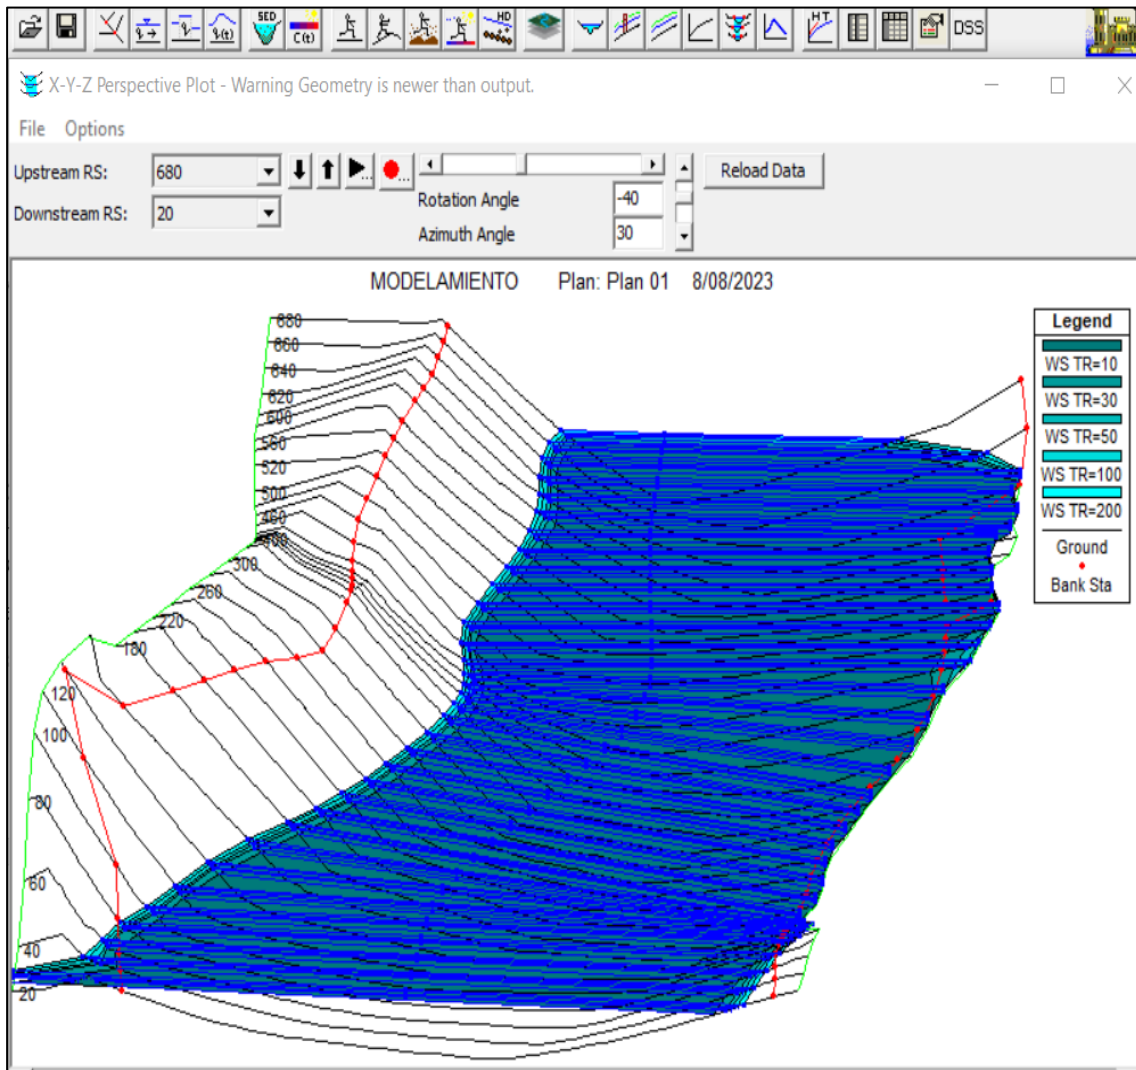 SED
C(t)
HD
HT
DSS
X-Y-Z Perspective Plot - Warning Geometry is newer than output.
File Options
Upstream RS: 680
Downstream RS: 20
Rotation Angle -40
Azimuth Angle 30
Reload Data
MODELAMIENTO Plan: Plan 01 8/08/2023
Legend
WS TR=10
WS TR=30
WS TR=50
WS TR=100
WS TR=200
Ground
Bank Sta
680
660
640
620
600
560
520
500
460
300
260
220
180
120
100
80
60
40
20